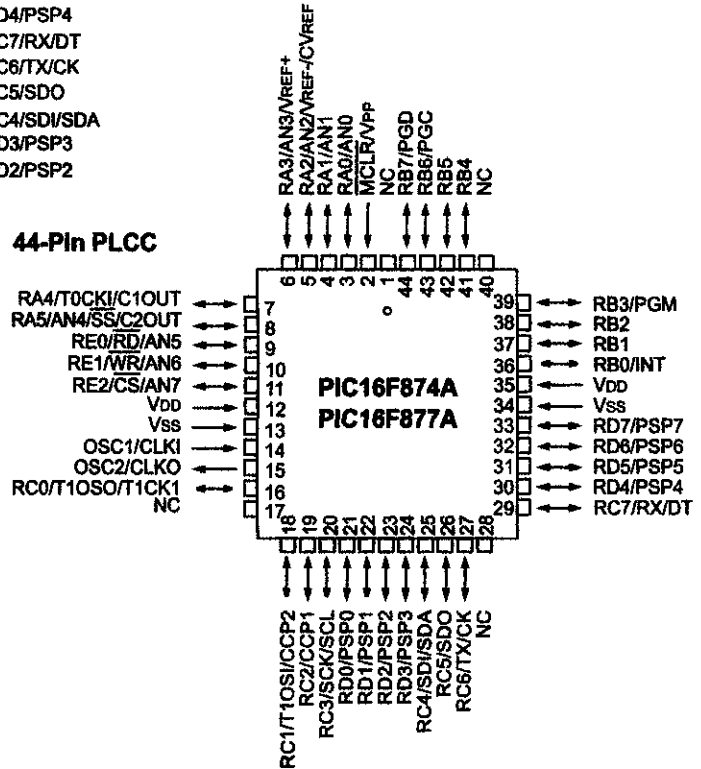 D4/PSP4
C7/RX/DT
C6/TX/CK
C5/SDO
C4/SDI/SDA
D3/PSP3
D2/PSP2
44-Pin PLCC
RA3/AN3/VREF+
RA2/AN2/VREF-/CVREF
RA1/AN1
RA0/AN0
MCLR/VPP
NC
RB7/PGD
RB6/PGC
RB5
RB4
NC
6 5 4 3 2 1 44 43 42 41 40
RA4/T0CKI/C1OUT 7
RA5/AN4/SS/C2OUT 8
RE0/RD/AN5 9
RE1/WR/AN6 10
RE2/CS/AN7 11
VDD 12
VSS 13
OSC1/CLKI 14
OSC2/CLKO 15
RC0/T1OSO/T1CK1 16
NC 17
PIC16F874A
PIC16F877A
39 RB3/PGM
38 RB2
37 RB1
36 RB0/INT
35 VDD
34 VSS
33 RD7/PSP7
32 RD6/PSP6
31 RD5/PSP5
30 RD4/PSP4
29 RC7/RX/DT
18 19 20 21 22 23 24 25 26 27 28
RC1/T1OSI/CCP2
RC2/CCP1
RC3/SCK/SCL
RD0/PSP0
RD1/PSP1
RD2/PSP2
RD3/PSP3
RC4/SDI/SDA
RC5/SDO
RC6/TX/CK
NC